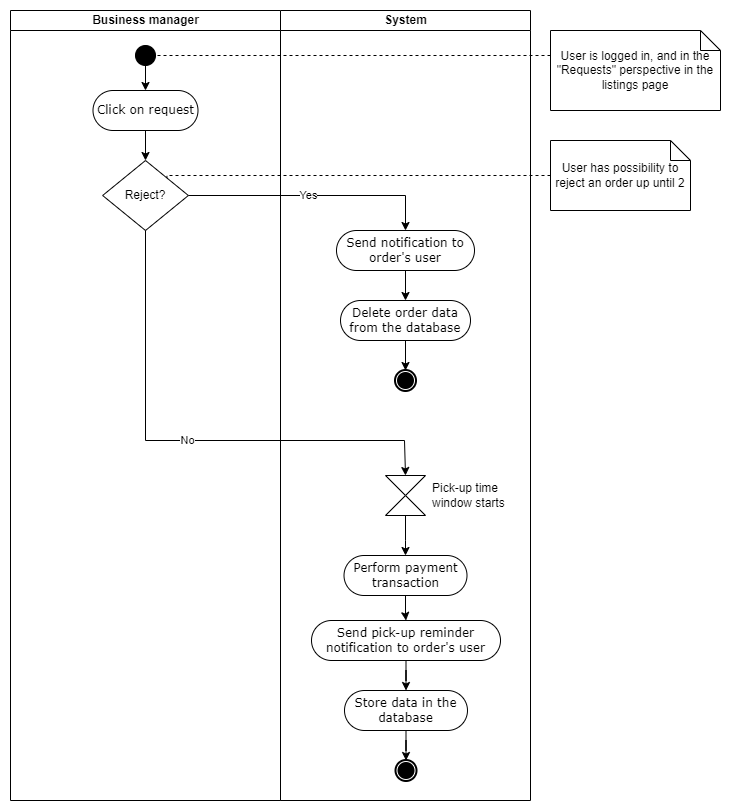 Business manager
System
User is logged in, and in the
"Requests" perspective in the
listings page
Click on request
User has possibility to
reject an order up until 2
Reject?
Yes
Send notification to
order's user
Delete order data
from the database
No
Pick-up time
window starts
Perform payment
transaction
Send pick-up reminder
notification to order's user
Store data in the
database